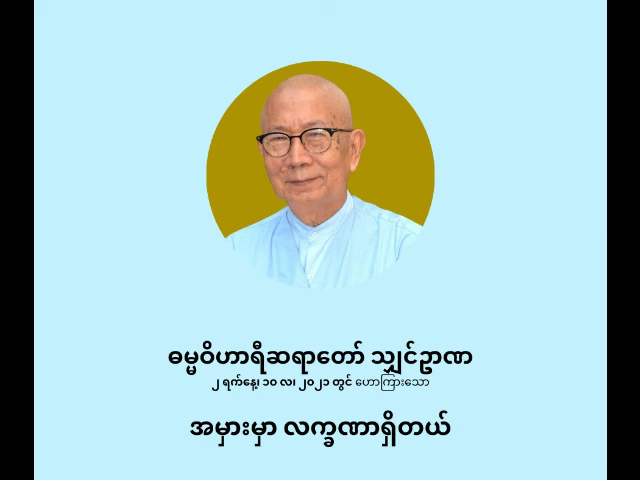 ဓမ္မဝိဟာရီဆရာတော် သျှင်ဥာဏ
၂ ရက်နေ့၊ ၁၀ လ၊ ၂၀၂၁ တွင် ဟောကြားသော
အမှားမှာ လက္ခဏာရှိတယ်